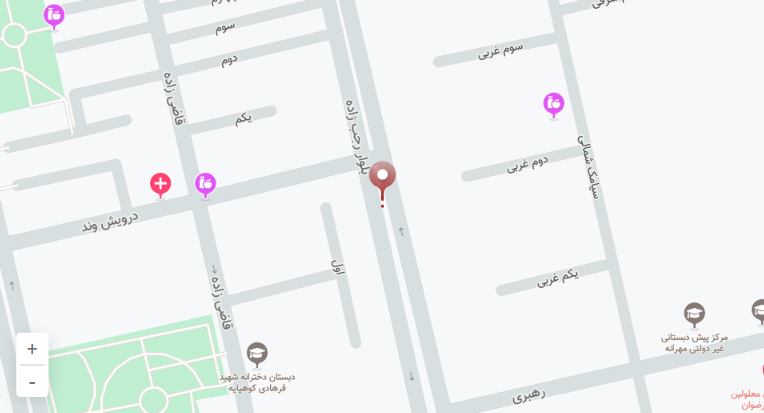 سوم
دوم
یکم
قاضی زاده
بلوار رجب زاده
درویش وند
قاضی زاده
اول
سوم غربی
دوم غربی
یکم غربی
سیامک شمالی
رهبری
مرکز پیش دبستانی
غیر دولتی مهرانه
دبستان دخترانه شهید
فرهادی کوهپایه
معلولین
رضوان
+
-